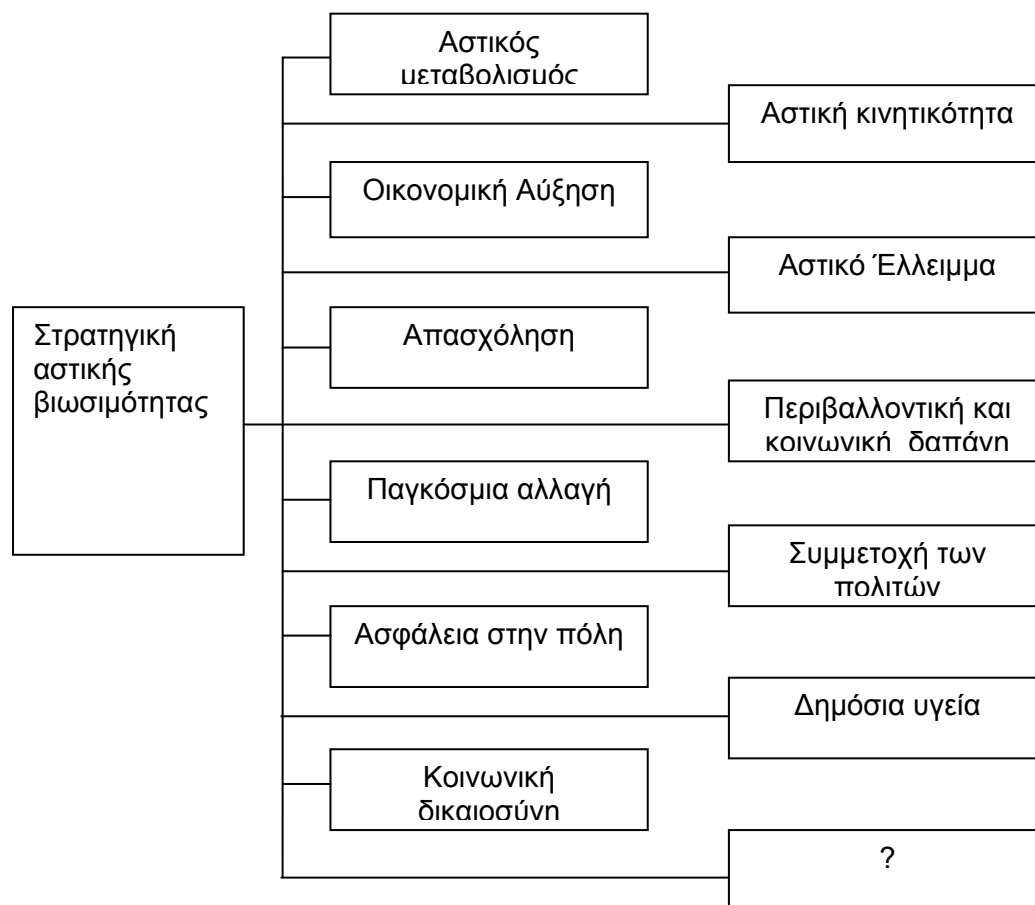 Αστικός
μεταβολισμός
Αστική κινητικότητα
Οικονομική Αύξηση
Αστικό Έλλειμμα
Στρατηγική
αστικής
βιωσιμότητας
Απασχόληση
Περιβαλλοντική και
κοινωνική δαπάνη
Παγκόσμια αλλαγή
Συμμετοχή των
πολιτών
Ασφάλεια στην πόλη
Δημόσια υγεία
Κοινωνική
δικαιοσύνη
?